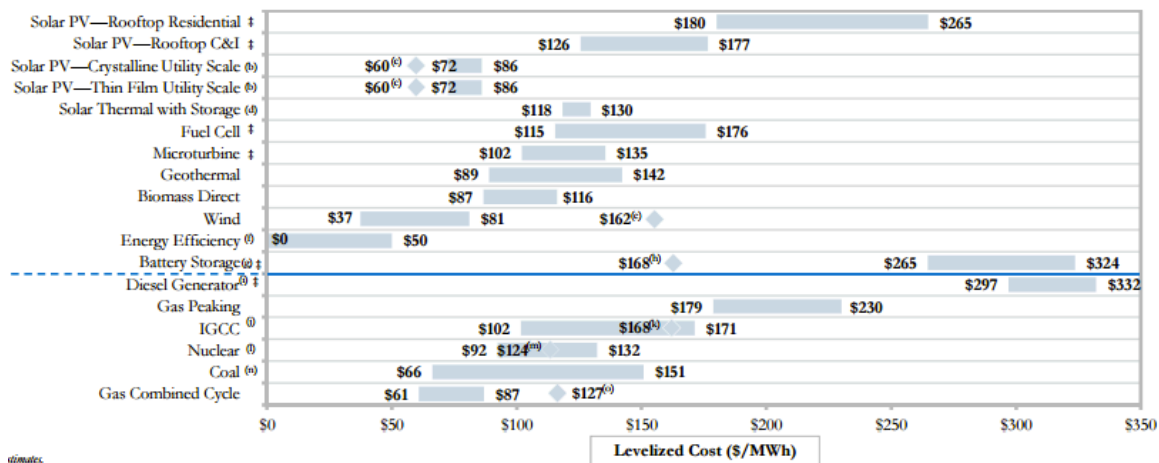 Solar PV—Rooftop Residential ‡ $180 $265
Solar PV—Rooftop C&I ‡ $126 $177
Solar PV—Crystalline Utility Scale (b) $60(c) $72 $86
Solar PV—Thin Film Utility Scale (b) $60(c) $72 $86
Solar Thermal with Storage (d) $118 $130
Fuel Cell ‡ $115 $176
Microturbine ‡ $102 $135
Geothermal $89 $142
Biomass Direct $87 $116
Wind $37 $81 $162(e)
Energy Efficiency (f) $0 $50
Battery Storage(g) ‡ $168(h) $265 $324
Diesel Generator(i) ‡ $297 $332
Gas Peaking $179 $230
IGCC (j) $102 $168(k) $171
Nuclear (l) $92 $124(m) $132
Coal (n) $66 $151
Gas Combined Cycle $61 $87 $127(o)
$0 $50 $100 $150 $200 $250 $300 $350
Levelized Cost ($/MWh)